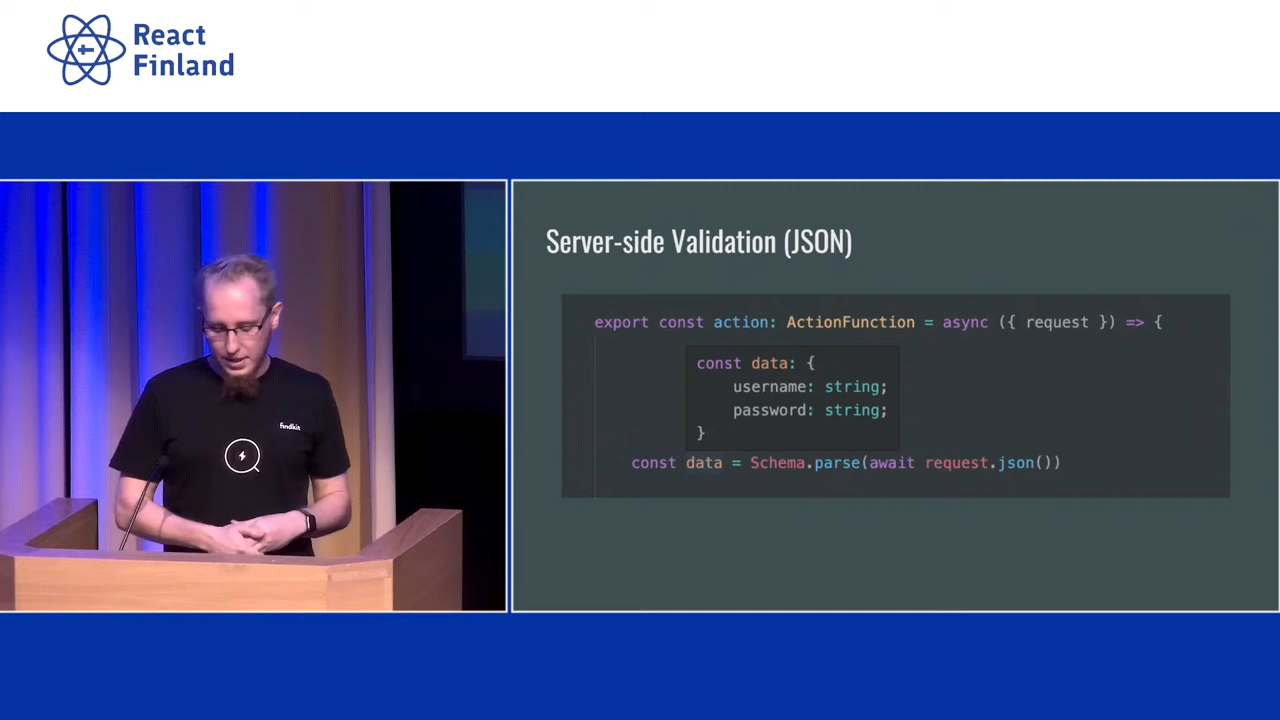 React
Finland
findkit
Server-side Validation (JSON)
export const action: ActionFunction = async ({ request }) => {
const data: {
username: string;
password: string;
}
const data = Schema.parse(await request.json())